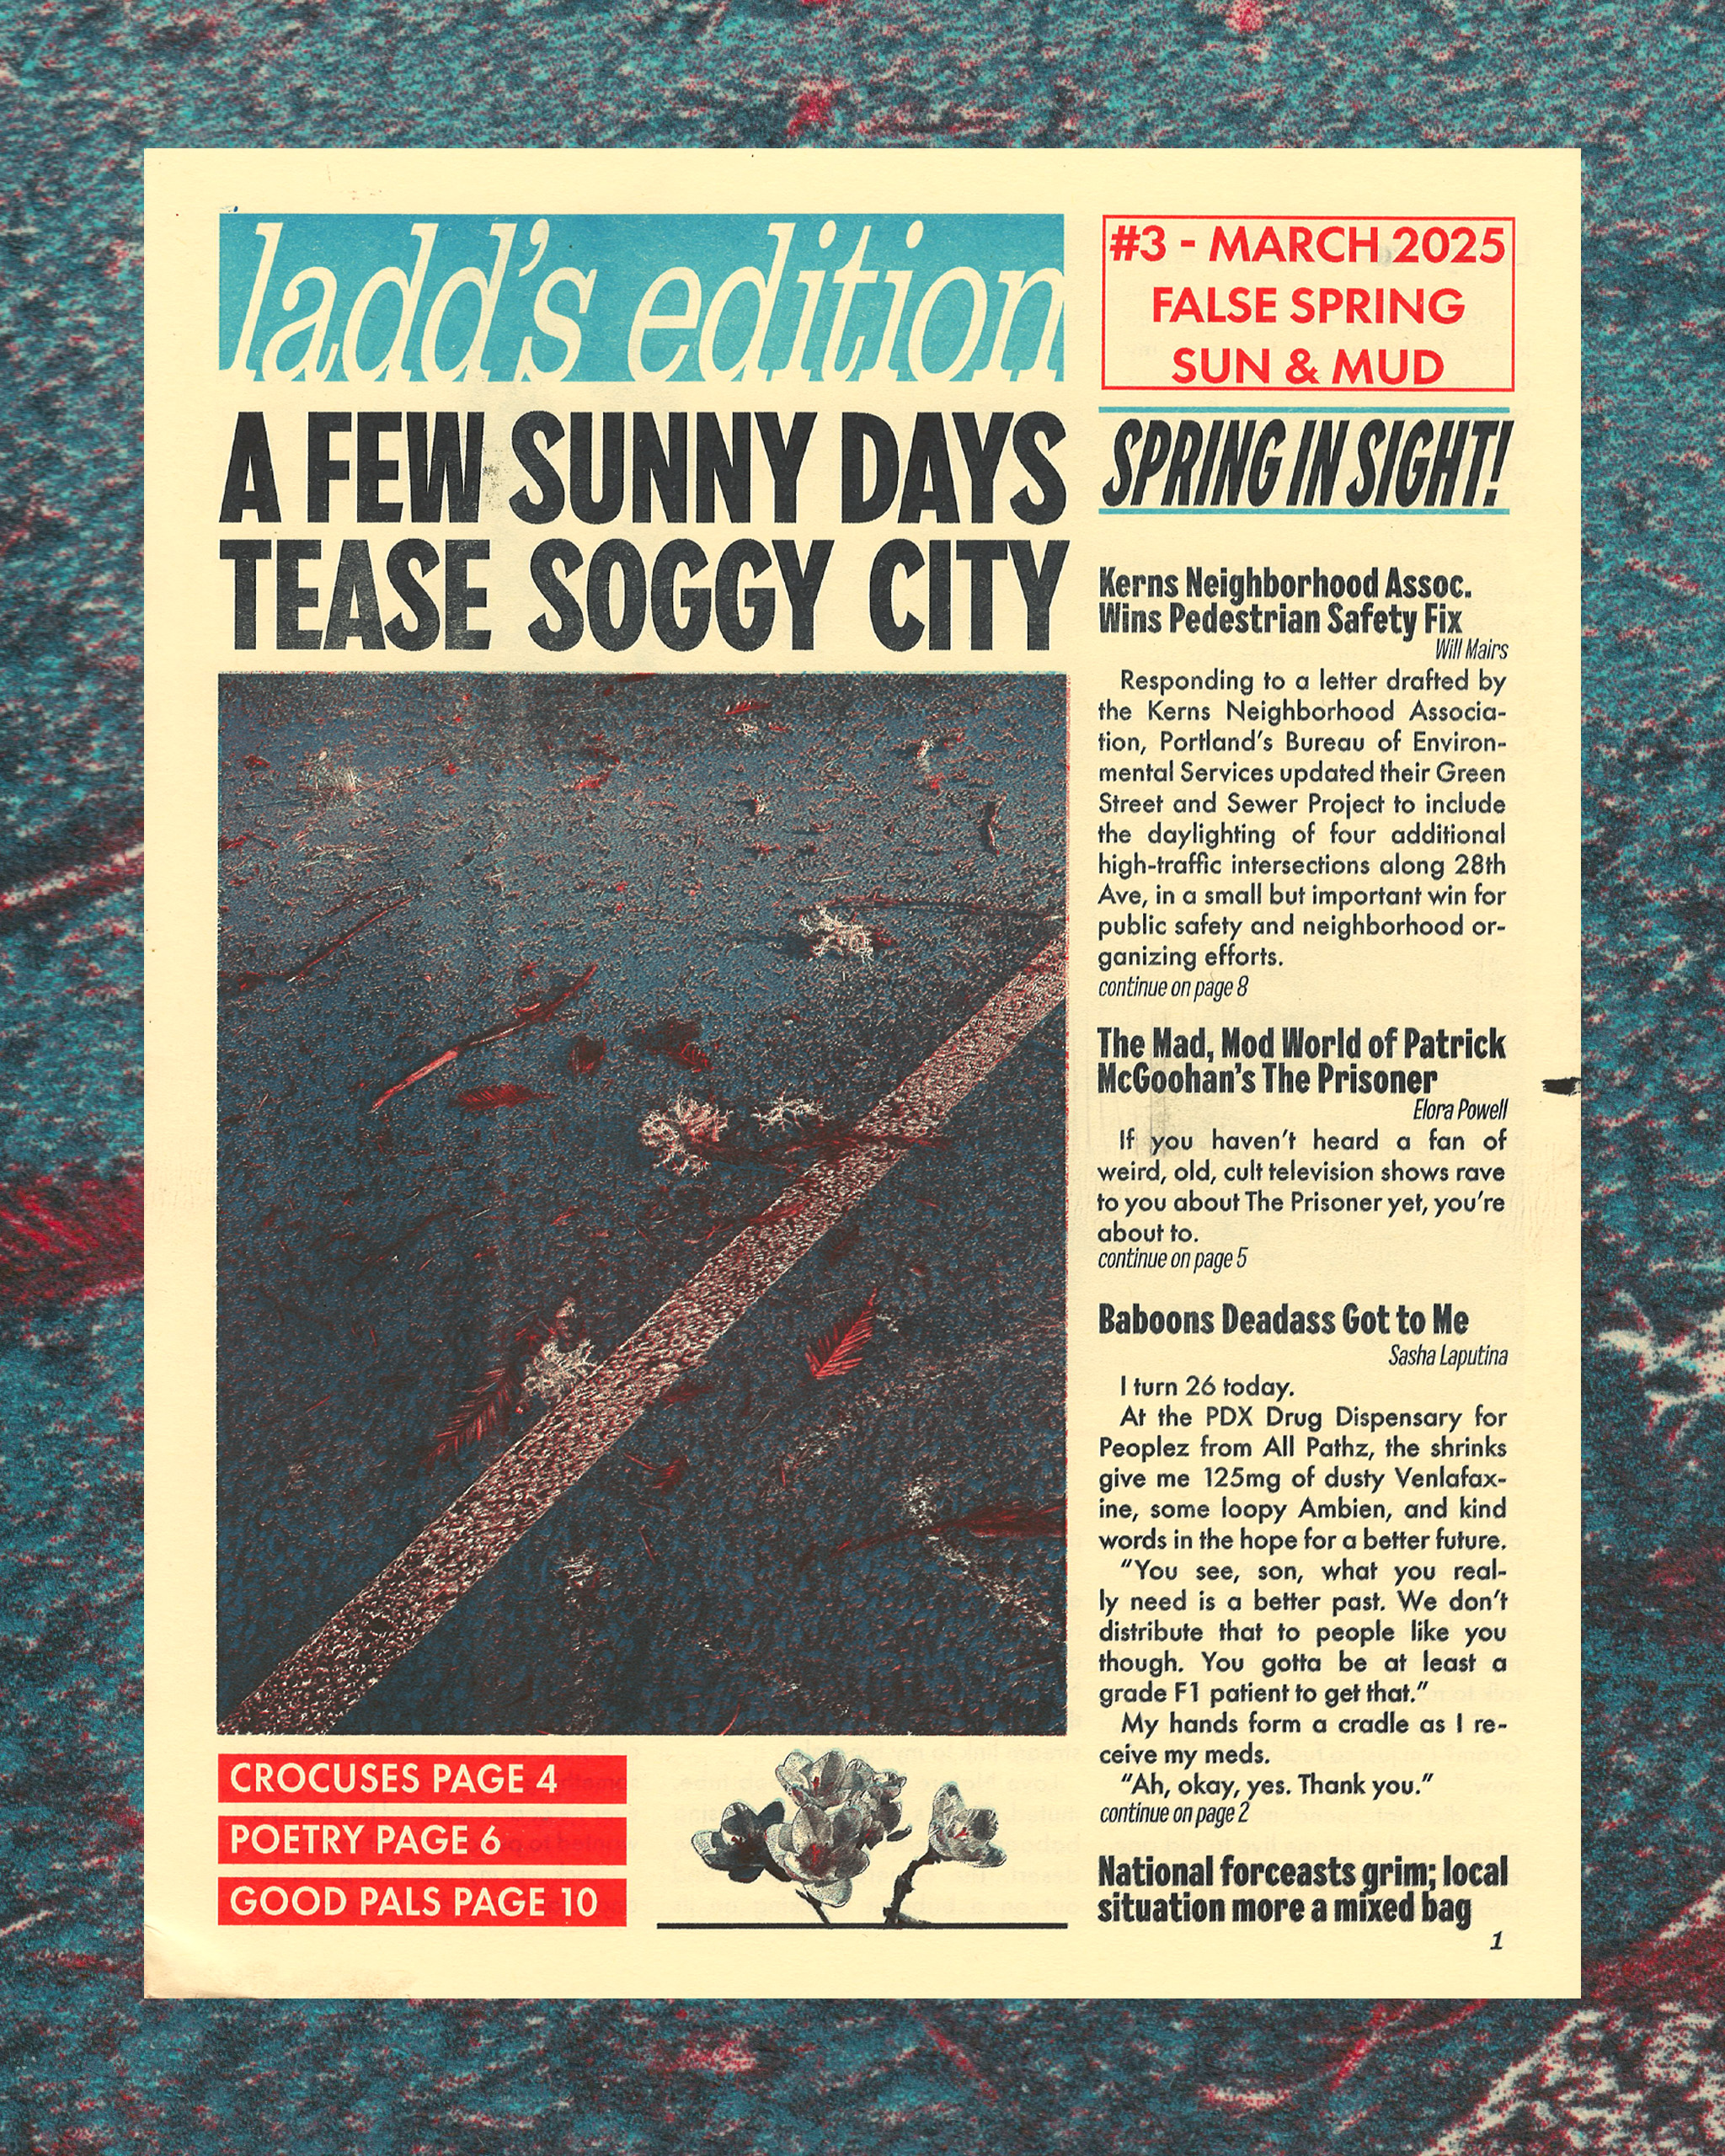 ladd's edition
#3 - MARCH 2025
FALSE SPRING
SUN & MUD
A FEW SUNNY DAYS
TEASE SOGGY CITY
SPRING IN SIGHT!
Kerns Neighborhood Assoc.
Wins Pedestrian Safety Fix
Will Mairs
Responding to a letter drafted by
the Kerns Neighborhood Associa-
tion, Portland's Bureau of Environ-
mental Services updated their Green
Street and Sewer Project to include
the daylighting of four additional
high-traffic intersections along 28th
Ave, in a small but important win for
public safety and neighborhood or-
ganizing efforts.
continue on page 8
The Mad, Mod World of Patrick
McGoohan's The Prisoner
Elora Powell
If you haven't heard a fan of
weird, old, cult television shows rave
to you about The Prisoner yet, you're
about to.
continue on page 5
Baboons Deadass Got to Me
Sasha Laputina
I turn 26 today.
At the PDX Drug Dispensary for
Peoplez from All Pathz, the shrinks
give me 125mg of dusty Venlafax-
ine, some loopy Ambien, and kind
words in the hope for a better future.
"You see, son, what you real-
ly need is a better past. We don't
distribute that to people like you
though. You gotta be at least a
grade F1 patient to get that."
My hands form a cradle as I re-
ceive my meds.
"Ah, okay, yes. Thank you."
continue on page 2
National forceasts grim; local
situation more a mixed bag
CROCUSES PAGE 4
POETRY PAGE 6
GOOD PALS PAGE 10
1